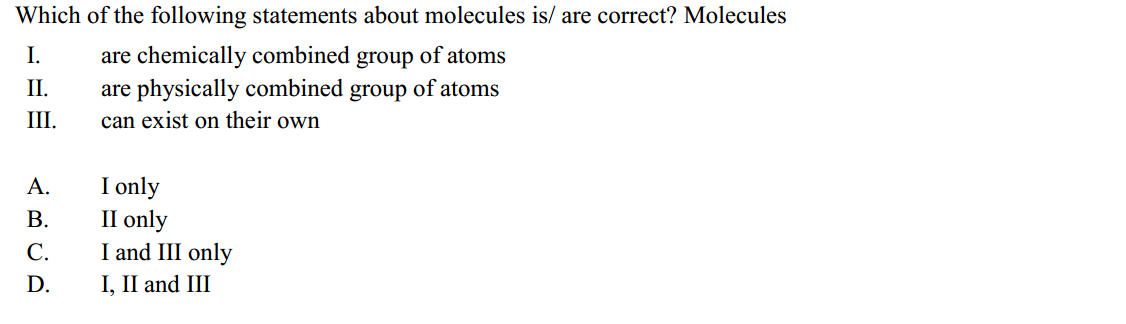 Which of the following statements about molecules is/ are correct? Molecules
I. are chemically combined group of atoms
II. are physically combined group of atoms
III. can exist on their own
A. I only
B. II only
C. I and III only
D. I, II and III